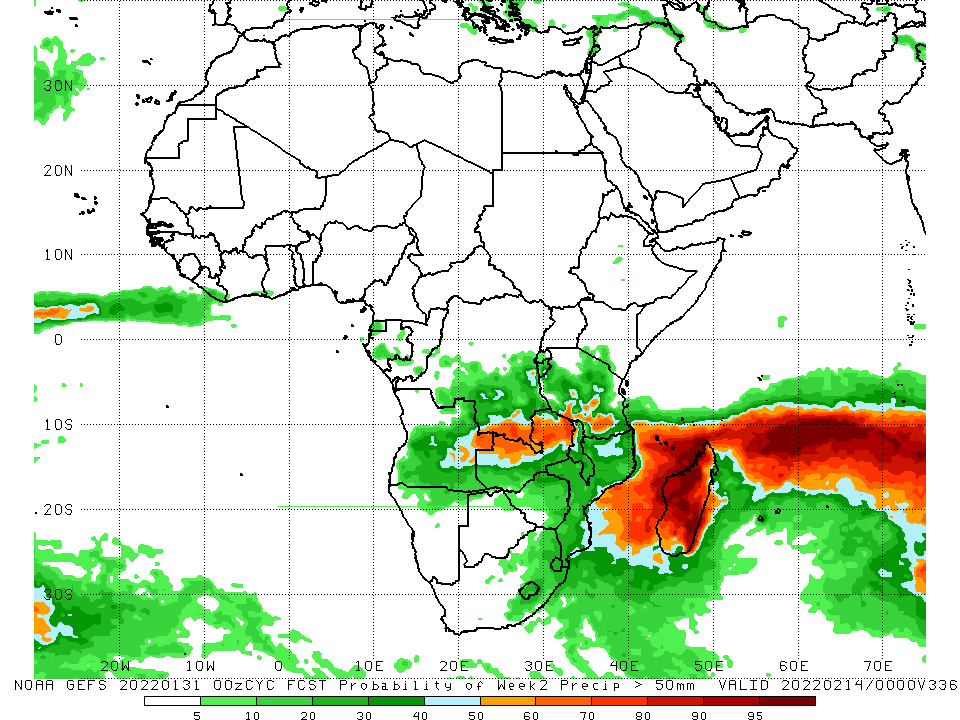 30N
20N
10N
0
10S
20S
30S
20W 10W 0 10E 20E 30E 40E 50E 60E 70E
NOAA GEFS 20220131 00zCYC FCST Probability of Week2 Precip > 50mm VALID 20220214/0000V336
5 10 20 30 40 50 60 70 80 90 95